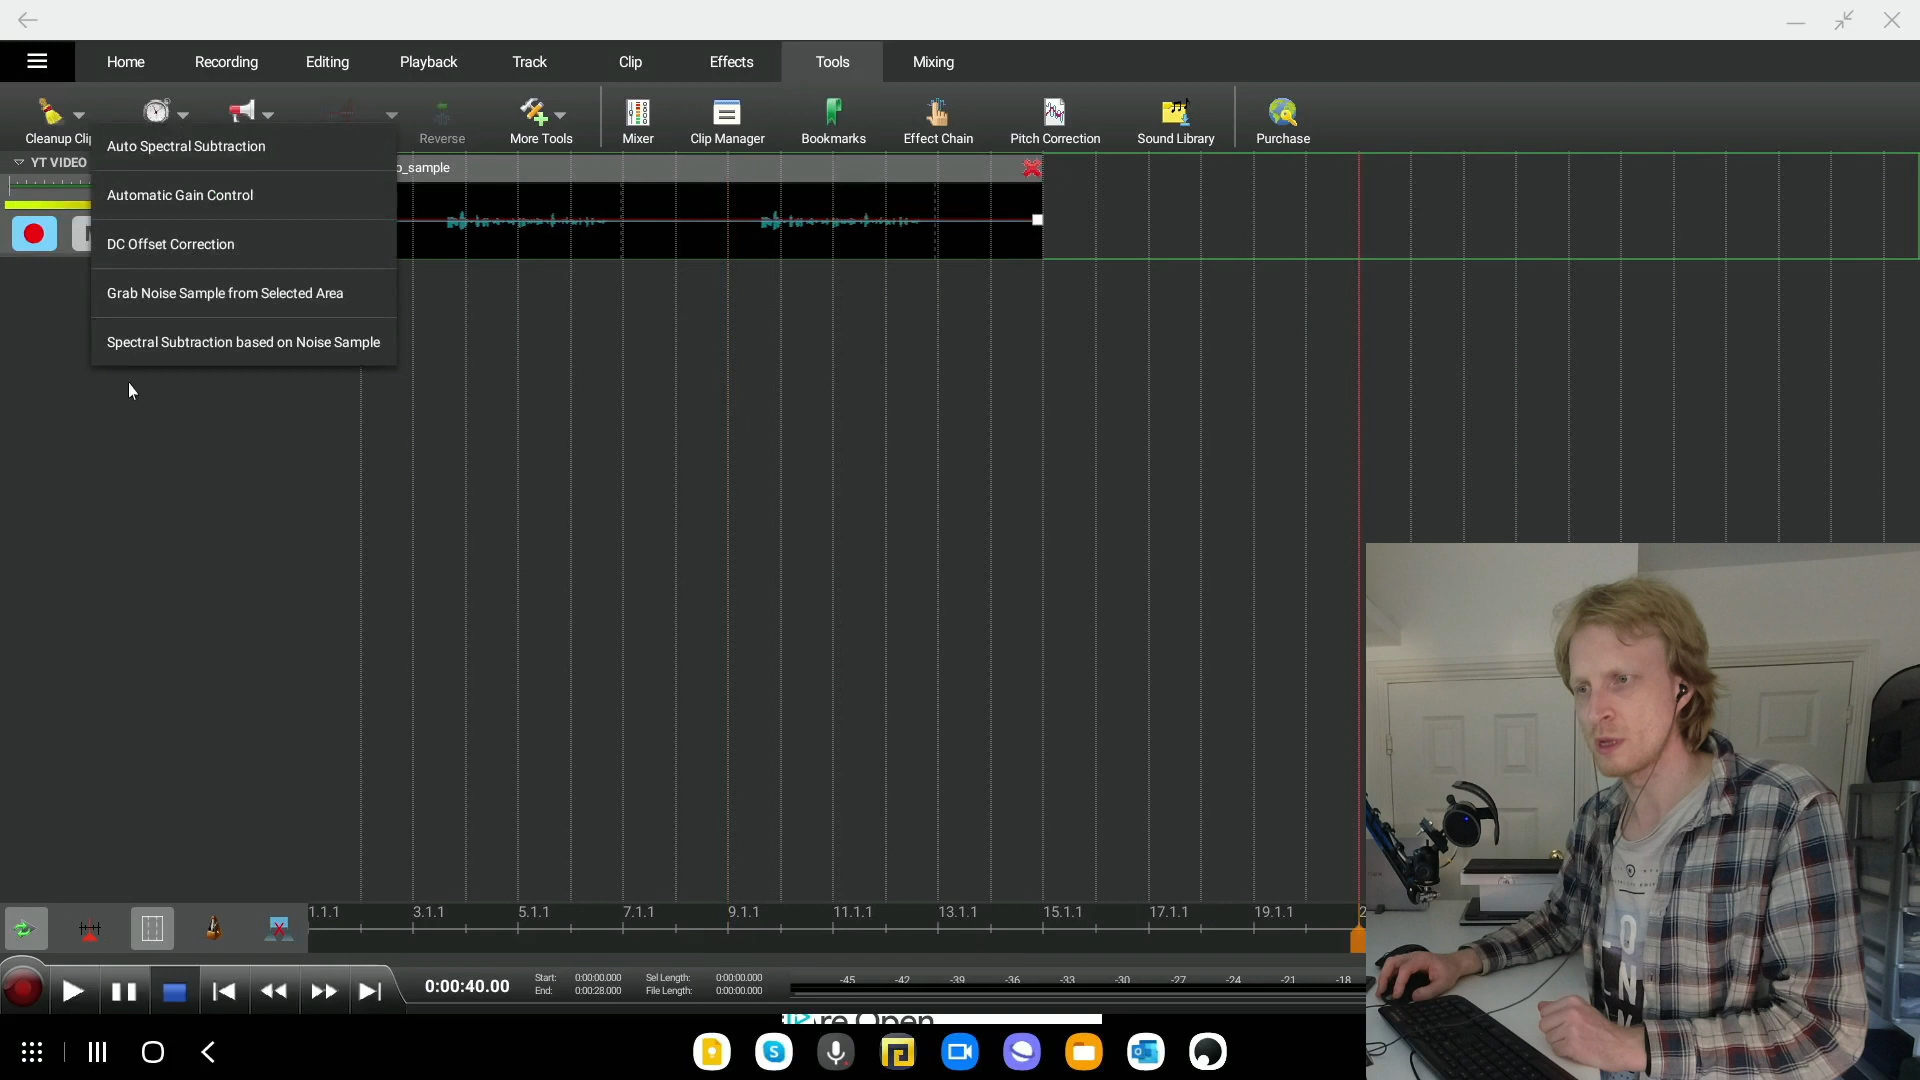 Home
Recording
Editing
Playback
Track
Clip
Effects
Tools
Mixing
Cleanup Clip
Reverse
More Tools
Mixer
Clip Manager
Bookmarks
Effect Chain
Pitch Correction
Sound Library
Purchase
YT VIDEO
_sample
Auto Spectral Subtraction
Automatic Gain Control
DC Offset Correction
Grab Noise Sample from Selected Area
Spectral Subtraction based on Noise Sample
1.1.1
3.1.1
5.1.1
7.1.1
9.1.1
11.1.1
13.1.1
15.1.1
17.1.1
19.1.1
2
0:00:40.00
Start: 0:00:00.000 Sel Length: 0:00:00.000
End: 0:00:28.000 File Length: 0:00:00.000
-45 -42 -39 -36 -33 -30 -27 -24 -21 -18
re Open